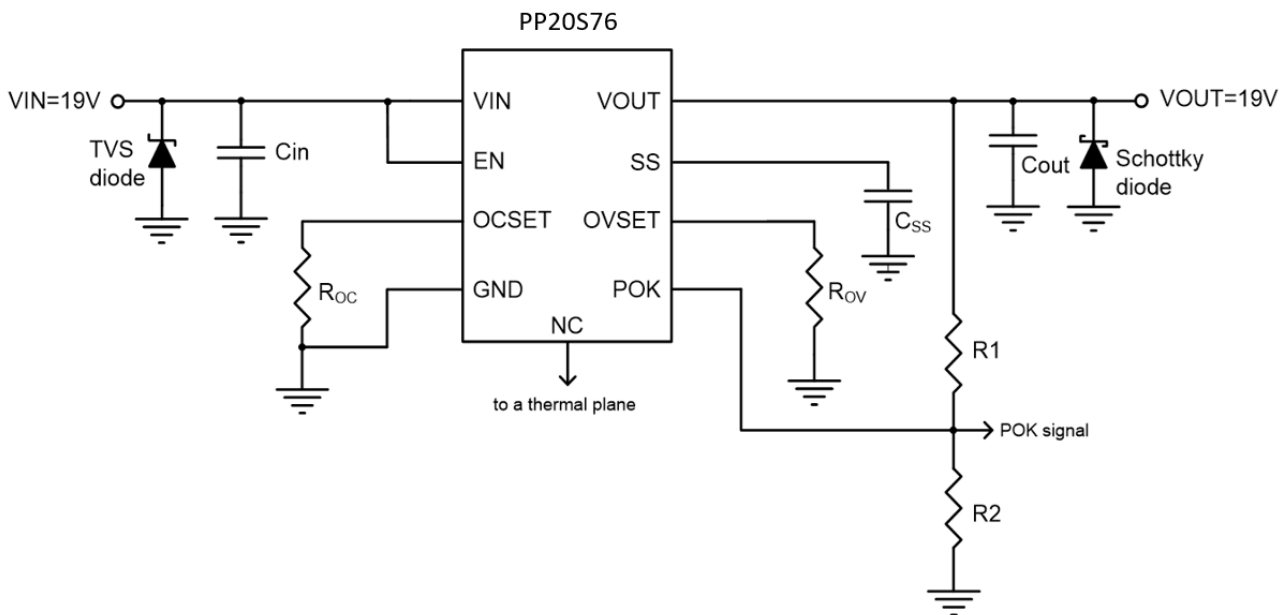 PP20S76
VIN=19V
VIN
VOUT
VOUT=19V
TVS
diode
Cin
EN
SS
Cout
Schottky
diode
OCSET
OVSET
CSS
ROC
GND
POK
ROV
NC
R1
to a thermal plane
POK signal
R2